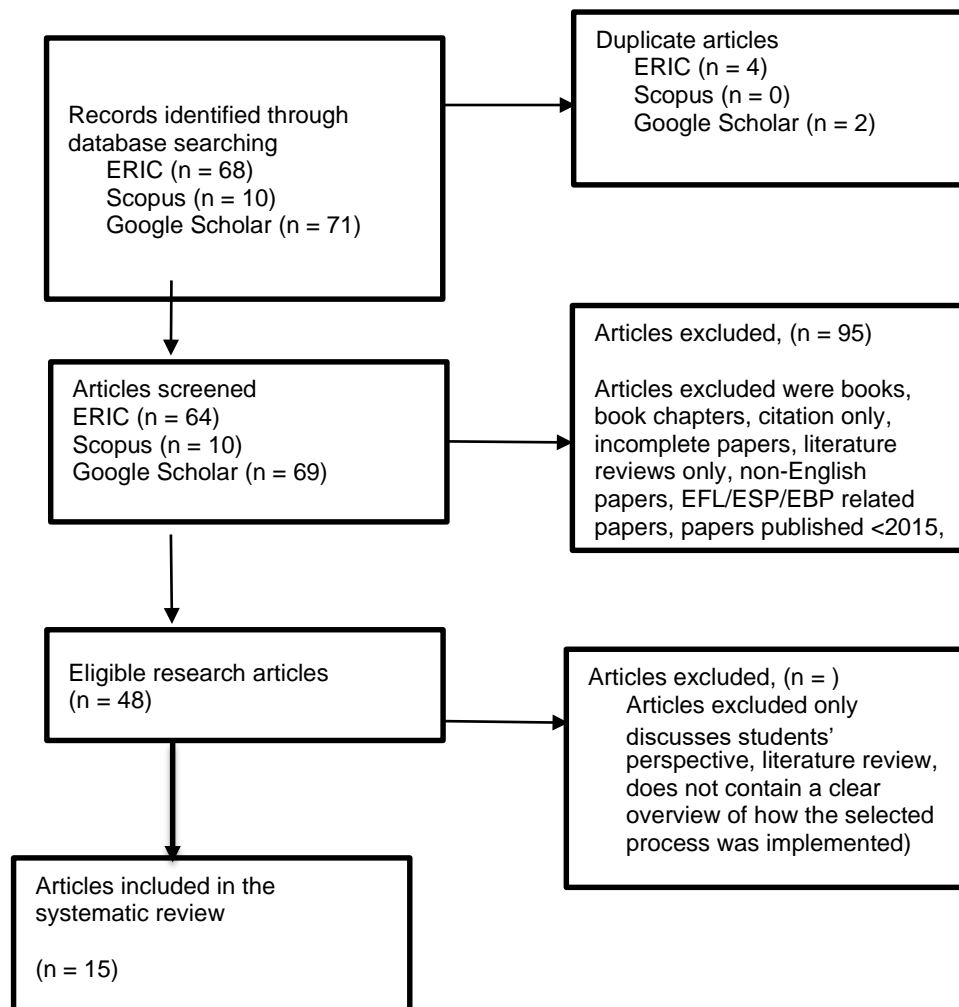 Records identified through
database searching
ERIC (n = 68)
Scopus (n = 10)
Google Scholar (n = 71)
Duplicate articles
ERIC (n = 4)
Scopus (n = 0)
Google Scholar (n = 2)
Articles screened
ERIC (n = 64)
Scopus (n = 10)
Google Scholar (n = 69)
Articles excluded, (n = 95)
Articles excluded were books,
book chapters, citation only,
incomplete papers, literature
reviews only, non-English
papers, EFL/ESP/EBP related
papers, papers published <2015,
Eligible research articles
(n = 48)
Articles excluded, (n = )
Articles excluded only
discusses students’
perspective, literature review,
does not contain a clear
overview of how the selected
process was implemented)
Articles included in the
systematic review
(n = 15)